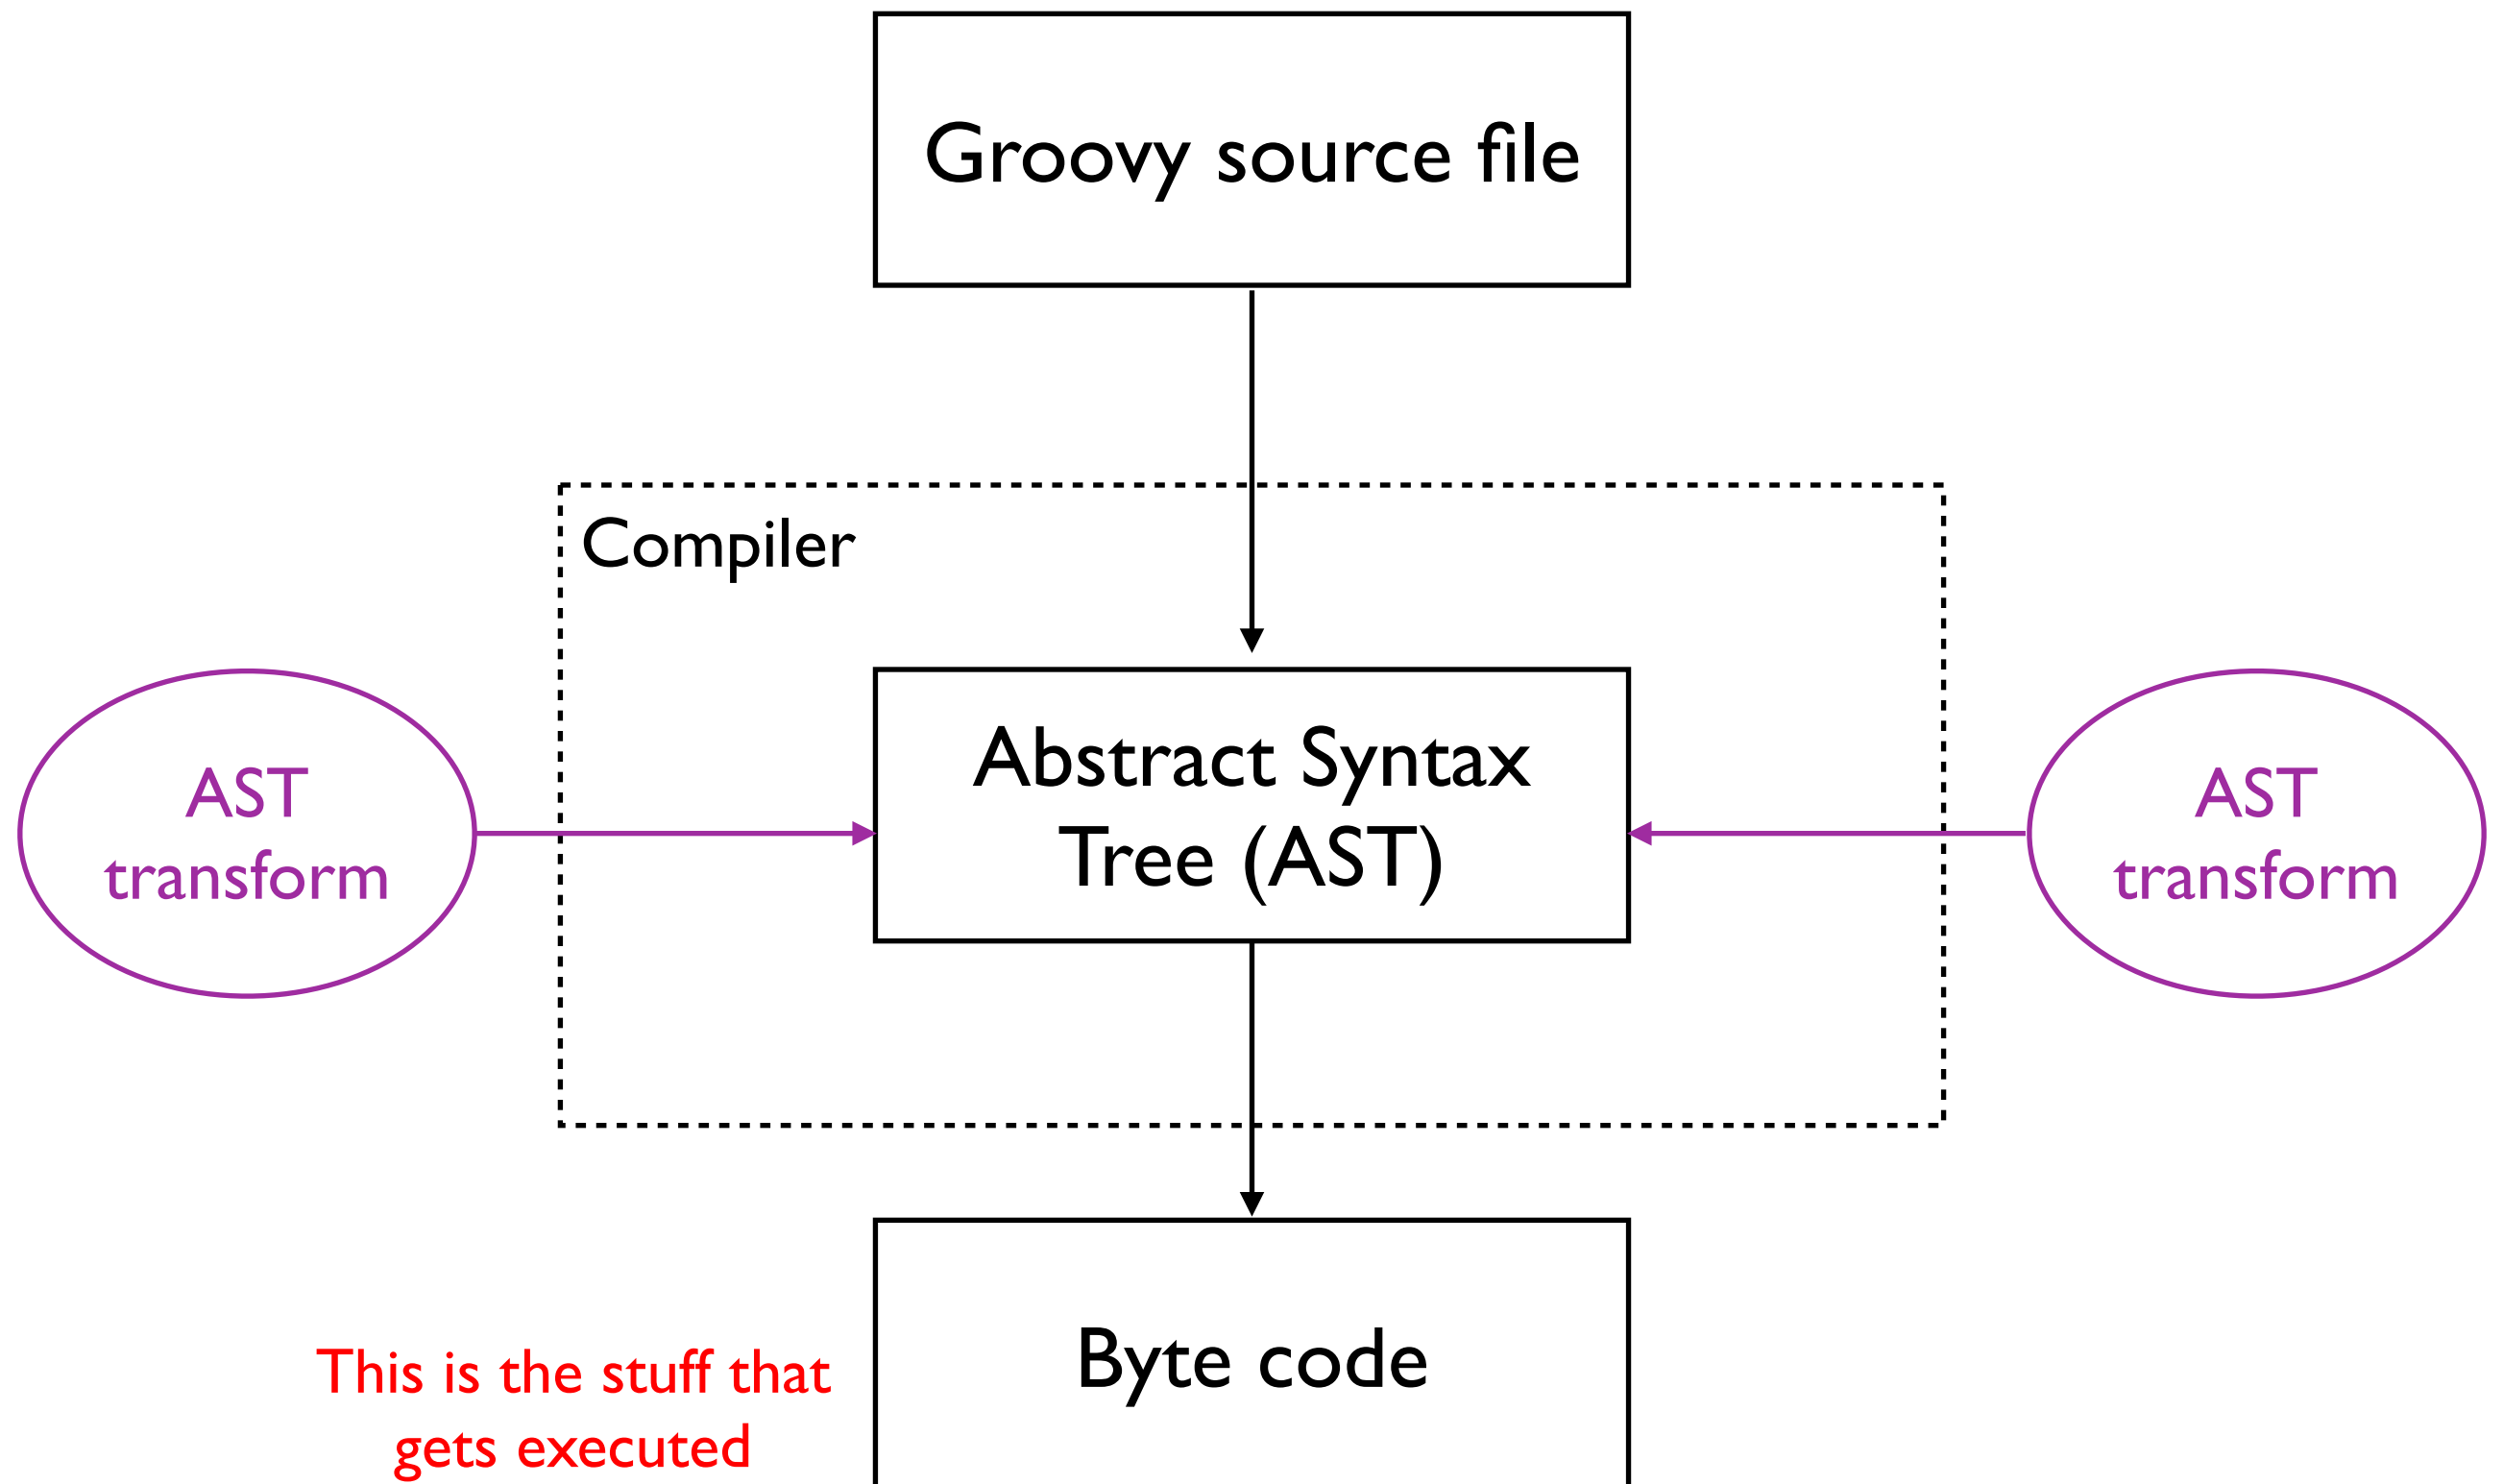 Groovy source file
Compiler
Abstract Syntax
Tree (AST)
AST
transform
AST
transform
Byte code
This is the stuff that
gets executed